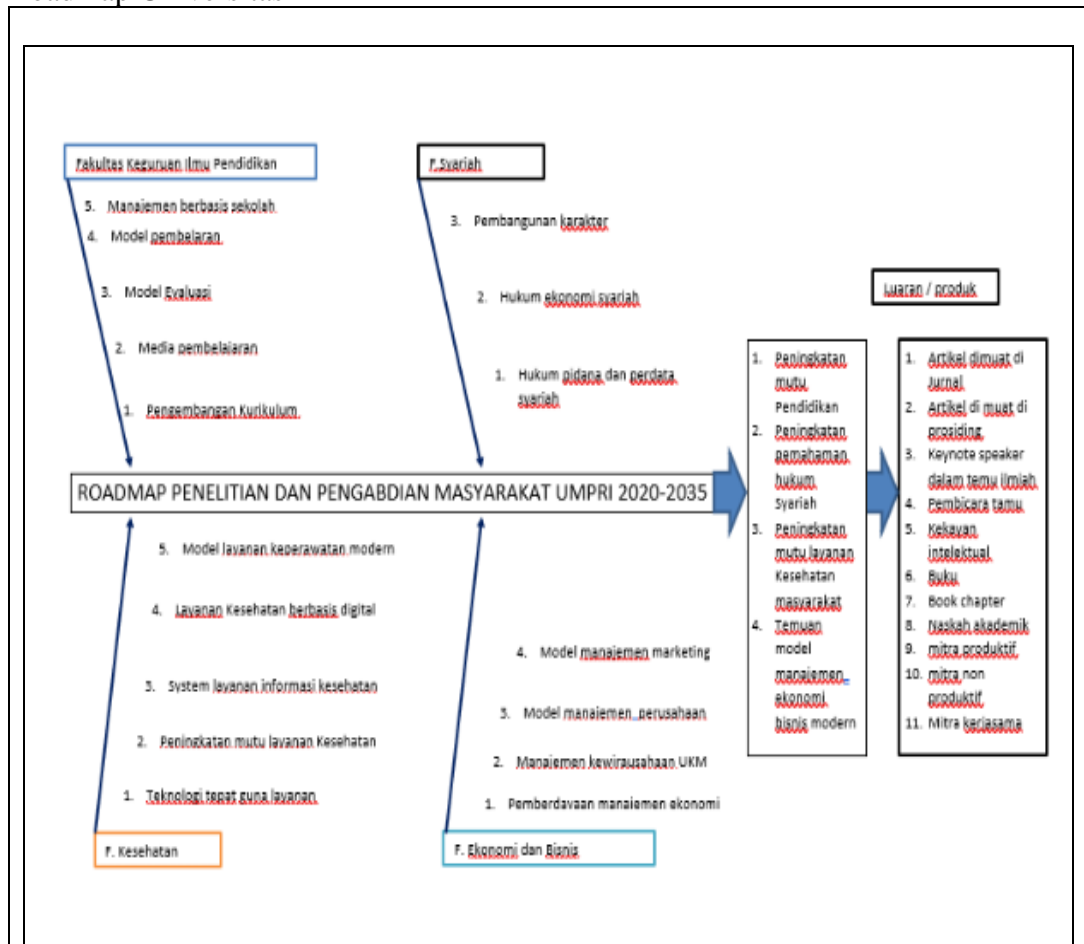 Fakultas Keguruan Ilmu Pendidikan
5. Manajemen berbasis sekolah
4. Model pembelaran
3. Model Evaluasi
2. Media pembelajaran
1. Pengembangan Kurikulum
F.Syariah
3. Pembangunan karakter
2. Hukum ekonomi syariah
1. Hukum pidana dan perdata
syariah
ROADMAP PENELITIAN DAN PENGABDIAN MASYARAKAT UMPRI 2020-2035
5. Model layanan keperawatan modern
4. Layanan Kesehatan berbasis digital
3. System layanan informasi kesehatan
2. Peningkatan mutu layanan Kesehatan
1. Teknologi tepat guna layanan
F. Kesehatan
4. Model manajemen marketing
3. Model manajemen perusahaan
2. Manajemen kewirausahaan UKM
1. Pemberdayaan manajemen ekonomi
F. Ekonomi dan Bisnis
1. Peningkatan
mutu
Pendidikan
2. Peningkatan
pemahaman
hukum
Syariah
3. Peningkatan
mutu layanan
Kesehatan
masyarakat
4. Temuan
model
manajemen
ekonomi
bisnis modern
Luaran / produk
1. Artikel dimuat di
Jurnal
2. Artikel di muat di
prosiding
3. Keynote speaker
dalam temu ilmiah
4. Pembicara tamu
5. Kekayan
intelektual
6. Buku
7. Book chapter
8. Naskah akademik
9. mitra produktif
10. mitra non
produktif
11. Mitra kerjasama